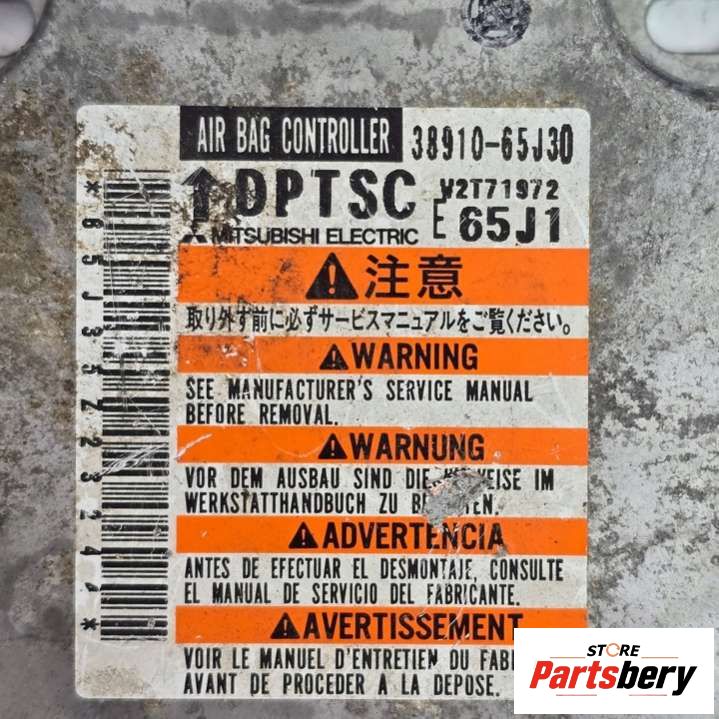 AIR BAG CONTROLLER 38910-65J30
DPTSC W2T71972
MITSUBISHI ELECTRIC E 65J1
注意
取り外す前に必ずサービスマニュアルをご覧ください。
WARNING
SEE MANUFACTURER'S SERVICE MANUAL
BEFORE REMOVAL.
WARNUNG
VOR DEM AUSBAU SIND DIE IM
WERKSTATTHANDBUCH ZU
ADVERTENCIA
ANTES DE EFECTUAR EL DESMONTAJE, CONSULTE
EL MANUAL DE SERVICIO DEL FABRICANTE.
AVERTISSEMENT
VOIR LE MANUEL D'ENTRETIEN DU
AVANT DE PROCEDER A LA DEPOSE.
STORE
Partsbery